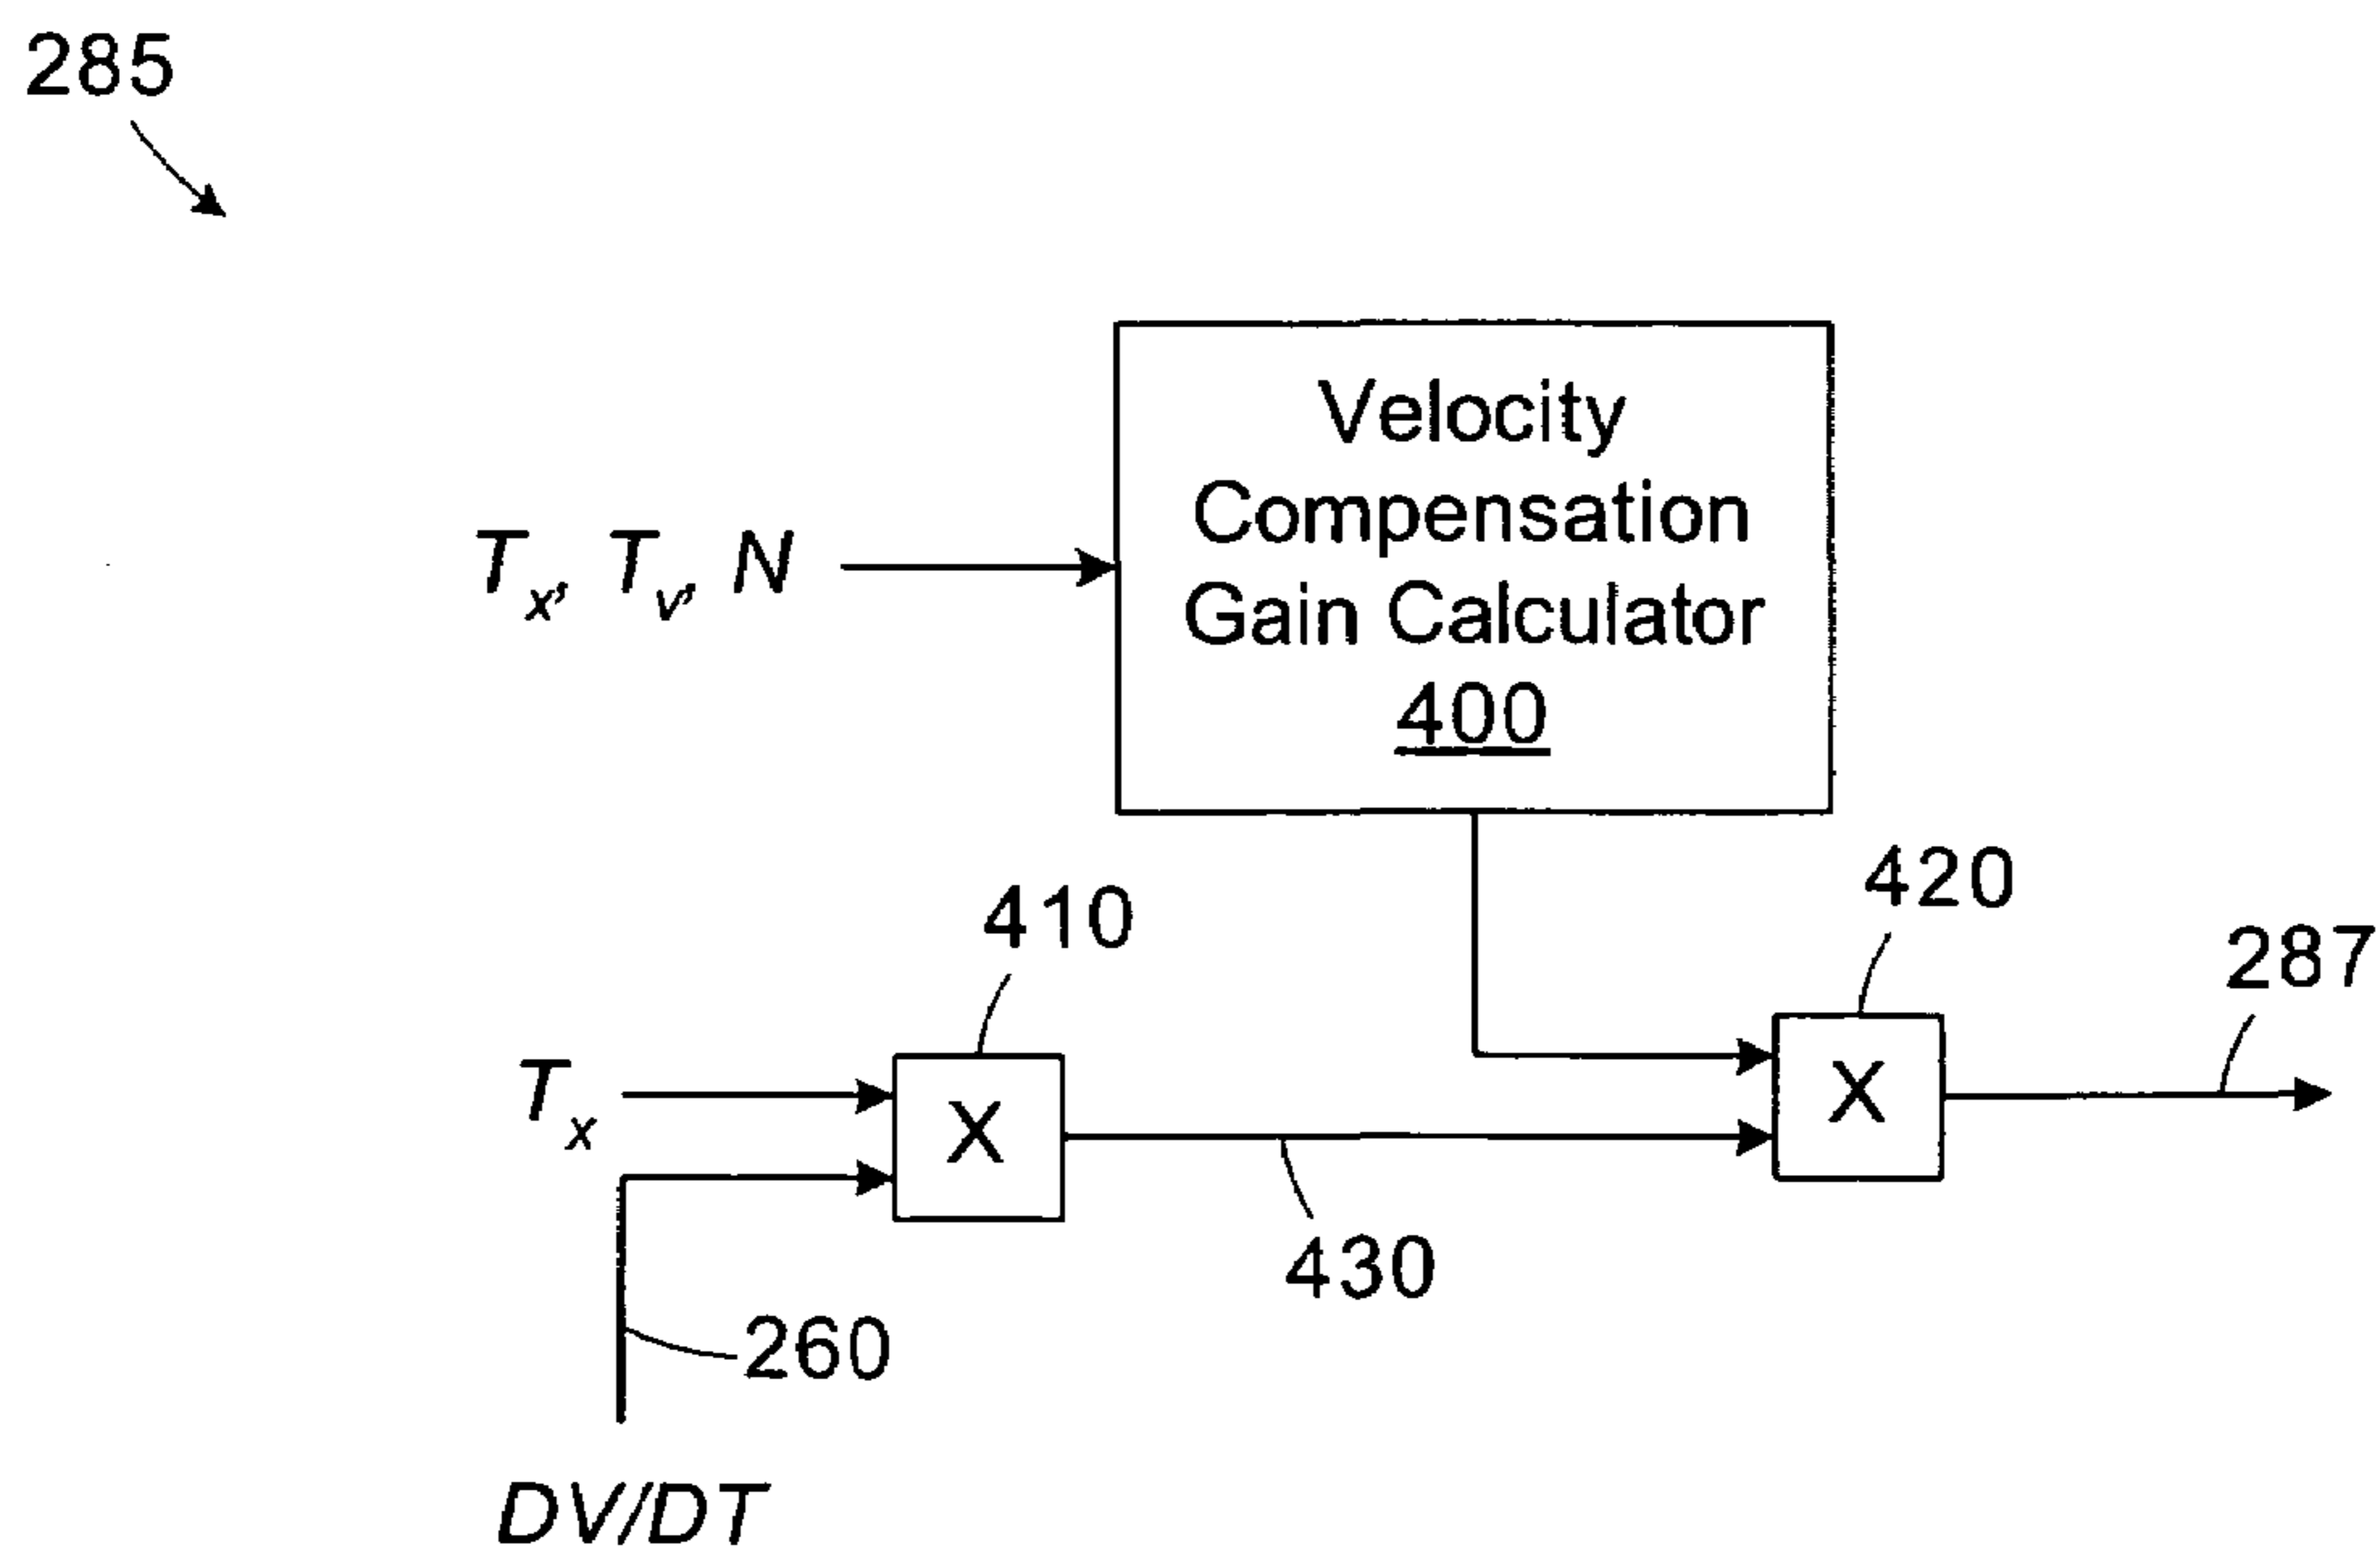 285
Velocity
Compensation
Gain Calculator
400
Tx, Tv, N
410
420
287
Tx
X
X
430
260
DV/DT